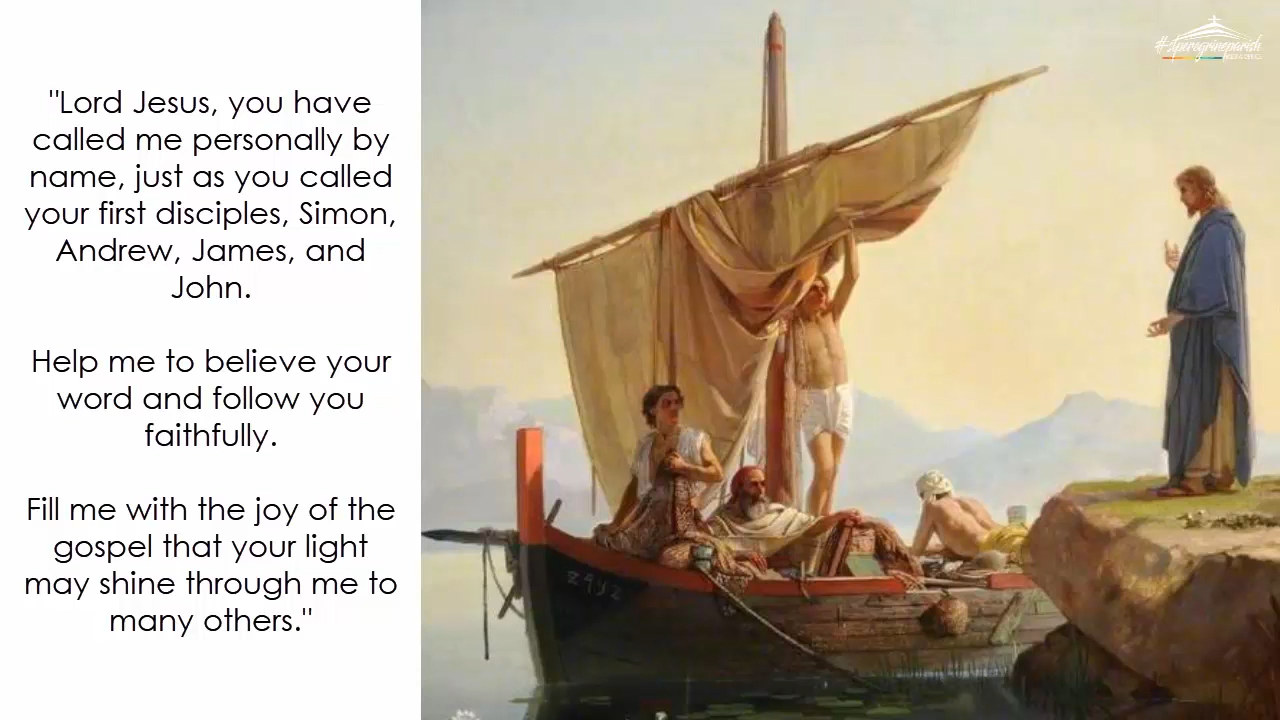 "Lord Jesus, you have
called me personally by
name, just as you called
your first disciples, Simon,
Andrew, James, and
John.
Help me to believe your
word and follow you
faithfully.
Fill me with the joy of the
gospel that your light
may shine through me to
many others."
#stperegrineparish